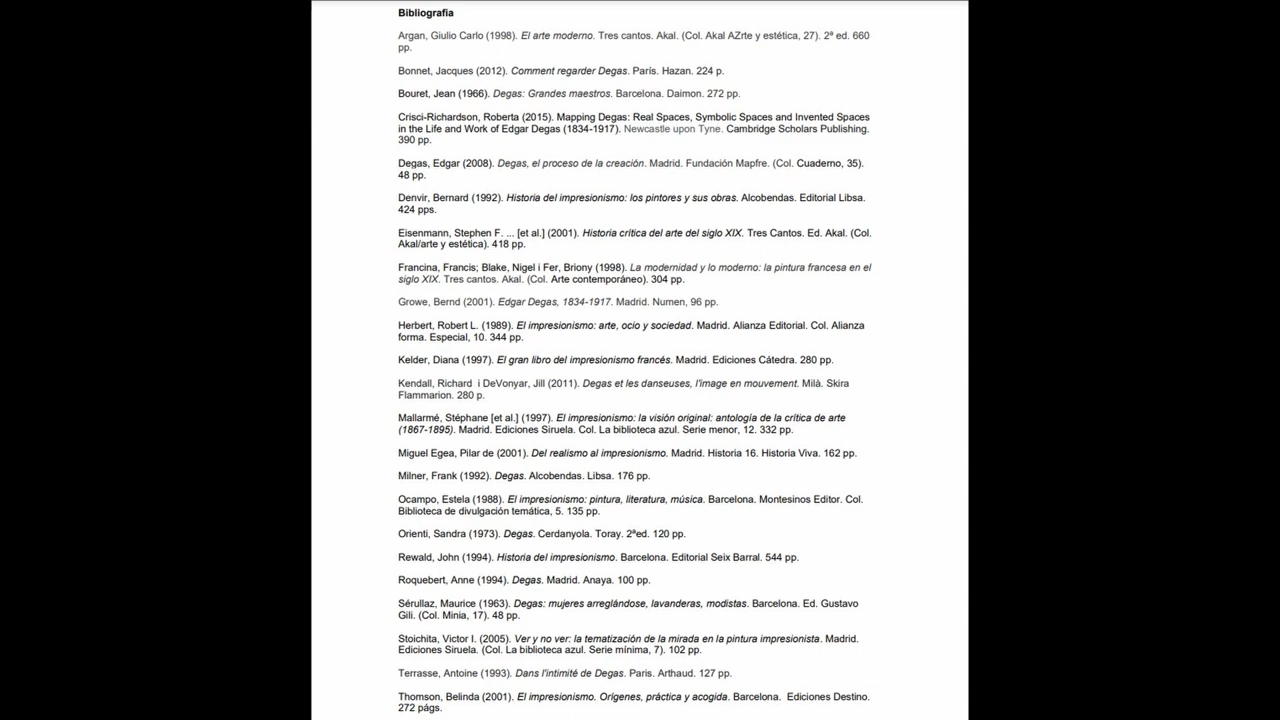 Bibliografia
Argan, Giulio Carlo (1998). El arte moderno. Tres cantos. Akal. (Col. Akal AZrte y estética, 27). 2ª ed. 660
pp.
Bonnet, Jacques (2012). Comment regarder Degas. París. Hazan. 224 p.
Bouret, Jean (1966). Degas: Grandes maestros. Barcelona. Daimon. 272 pp.
Crisci-Richardson, Roberta (2015). Mapping Degas: Real Spaces, Symbolic Spaces and Invented Spaces
in the Life and Work of Edgar Degas (1834-1917). Newcastle upon Tyne. Cambridge Scholars Publishing.
390 pp.
Degas, Edgar (2008). Degas, el proceso de la creación. Madrid. Fundación Mapfre. (Col. Cuaderno, 35).
48 pp.
Denvir, Bernard (1992). Historia del impresionismo: los pintores y sus obras. Alcobendas. Editorial Libsa.
424 pps.
Eisenmann, Stephen F. ... [et al.] (2001). Historia crítica del arte del siglo XIX. Tres Cantos. Ed. Akal. (Col.
Akal/arte y estética). 418 pp.
Francina, Francis; Blake, Nigel i Fer, Briony (1998). La modernidad y lo moderno: la pintura francesa en el
siglo XIX. Tres cantos. Akal. (Col. Arte contemporáneo). 304 pp.
Growe, Bernd (2001). Edgar Degas, 1834-1917. Madrid. Numen, 96 pp.
Herbert, Robert L. (1989). El impresionismo: arte, ocio y sociedad. Madrid. Alianza Editorial. Col. Alianza
forma. Especial, 10. 344 pp.
Kelder, Diana (1997). El gran libro del impresionismo francés. Madrid. Ediciones Cátedra. 280 pp.
Kendall, Richard i DeVonyar, Jill (2011). Degas et les danseuses, l'image en mouvement. Milà. Skira
Flammarion. 280 p.
Mallarmé, Stéphane [et al.] (1997). El impresionismo: la visión original: antología de la crítica de arte
(1867-1895). Madrid. Ediciones Siruela. Col. La biblioteca azul. Serie menor, 12. 332 pp.
Miguel Egea, Pilar de (2001). Del realismo al impresionismo. Madrid. Historia 16. Historia Viva. 162 pp.
Milner, Frank (1992). Degas. Alcobendas. Libsa. 176 pp.
Ocampo, Estela (1988). El impresionismo: pintura, literatura, música. Barcelona. Montesinos Editor. Col.
Biblioteca de divulgación temática, 5. 135 pp.
Orienti, Sandra (1973). Degas. Cerdanyola. Toray. 2ªed. 120 pp.
Rewald, John (1994). Historia del impresionismo. Barcelona. Editorial Seix Barral. 544 pp.
Roquebert, Anne (1994). Degas. Madrid. Anaya. 100 pp.
Sérullaz, Maurice (1963). Degas: mujeres arreglándose, lavanderas, modistas. Barcelona. Ed. Gustavo
Gili. (Col. Minia, 17). 48 pp.
Stoichita, Victor I. (2005). Ver y no ver: la tematización de la mirada en la pintura impresionista. Madrid.
Ediciones Siruela. (Col. La biblioteca azul. Serie mínima, 7). 102 pp.
Terrasse, Antoine (1993). Dans l'intimité de Degas. Paris. Arthaud. 127 pp.
Thomson, Belinda (2001). El impresionismo. Orígenes, práctica y acogida. Barcelona. Ediciones Destino.
272 págs.